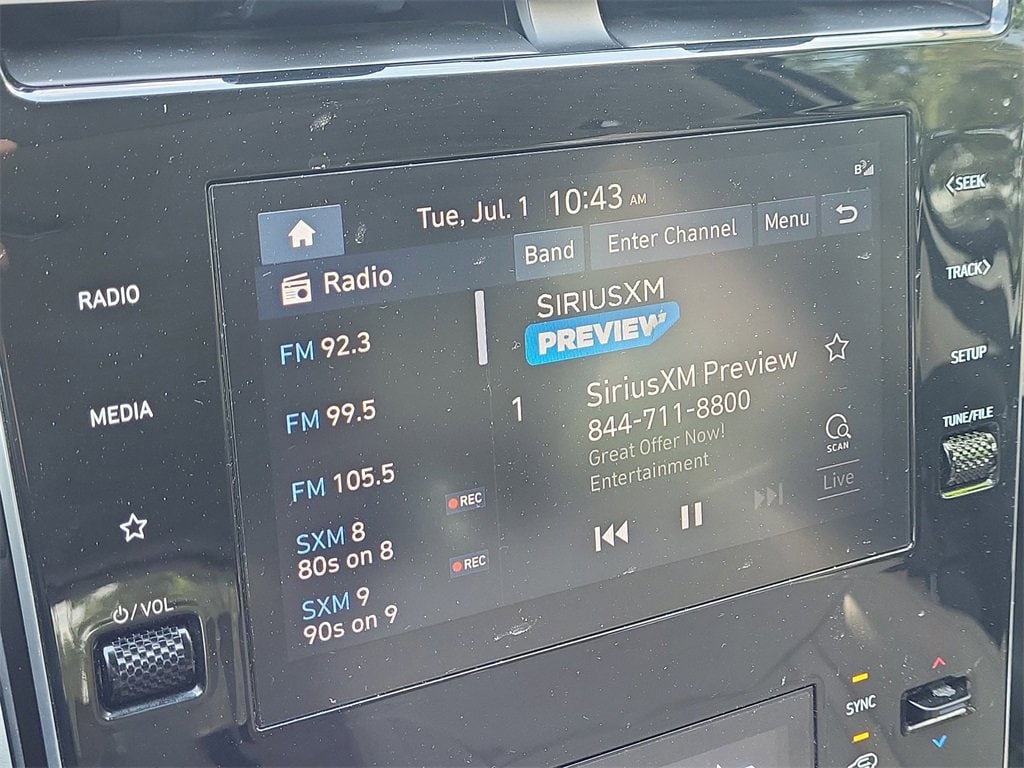 Tue, Jul. 1 10:43 AM
B
Radio
Band
Enter Channel
Menu
FM 92.3
FM 99.5
FM 105.5
SXM 8
80s on 8
REC
SXM 9
90s on 9
REC
SIRIUSXM
PREVIEW
1
SiriusXM Preview
844-711-8800
Great Offer Now!
Entertainment
SCAN
Live
RADIO
MEDIA
/ VOL
SEEK
TRACK
SETUP
TUNE/FILE
SYNC